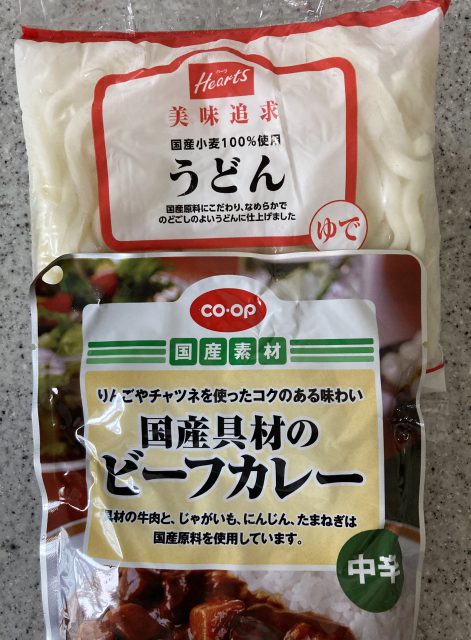 ハーツ
Hearts
美味追求
国産小麦100%使用
うどん
国産原料にこだわり、なめらかで
のどごしのよいうどんに仕上げました
ゆで
CO·OP
国産素材
りんごやチャツネを使ったコクのある味わい
国産具材の
ビーフカレー
具材の牛肉と、じゃがいも、にんじん、たまねぎは
国産原料を使用しています。
中辛